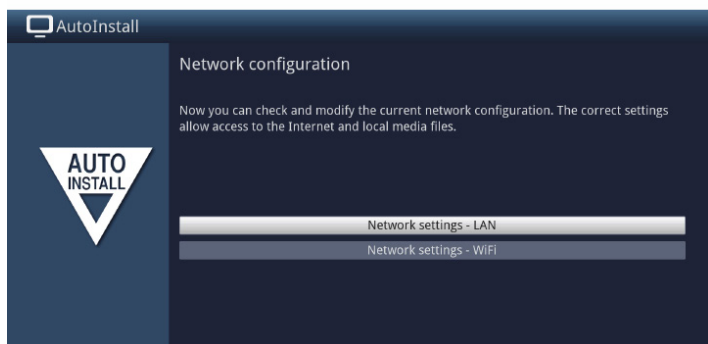 AutoInstall
Network configuration
Now you can check and modify the current network configuration. The correct settings
allow access to the Internet and local media files.
AUTO
INSTALL
Network settings - LAN
Network settings - WiFi